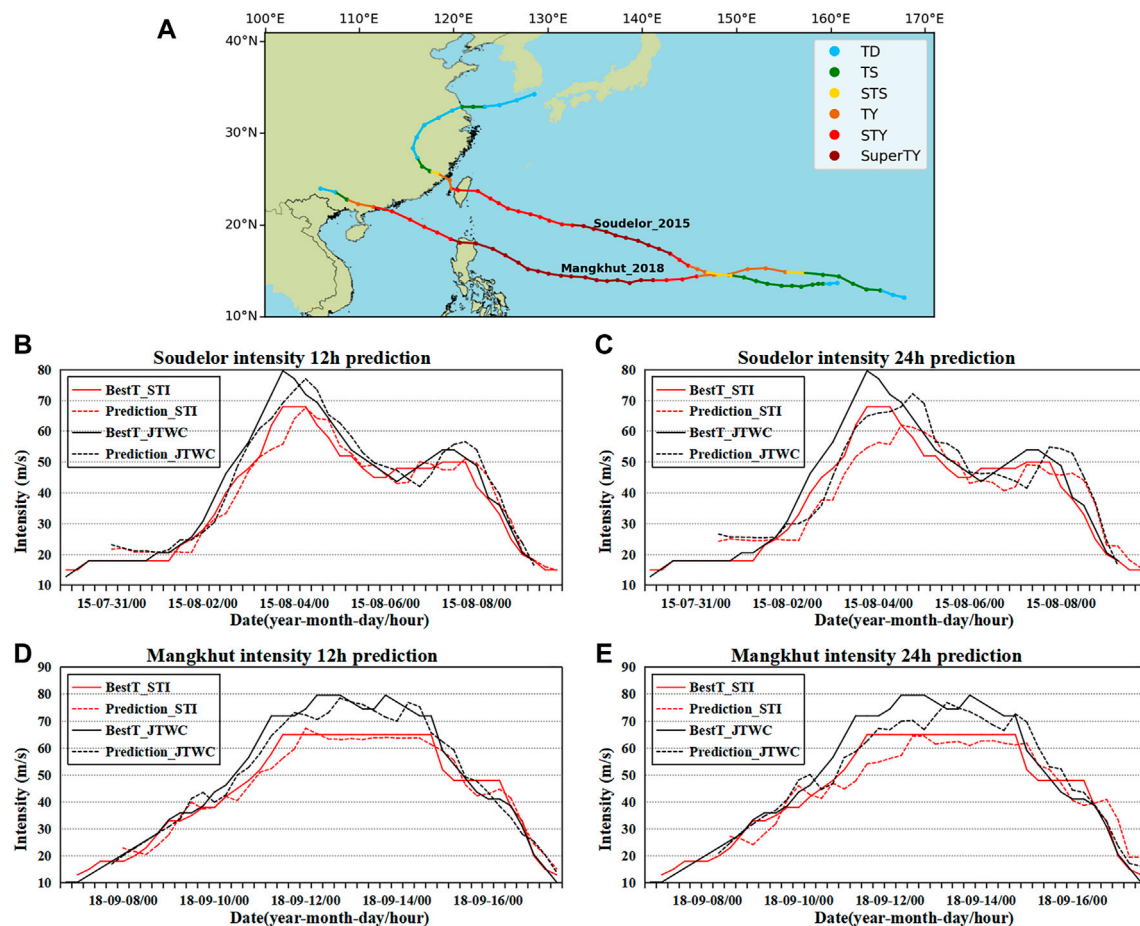 A
100°E 110°E 120°E 130°E 140°E 150°E 160°E 170°E
40°N
30°N
20°N
10°N
TD
TS
STS
TY
STY
SuperTY
Soudelor_2015
Mangkhut_2018
B
Soudelor intensity 12h prediction
BestT_STI
Prediction_STI
BestT_JTWC
Prediction_JTWC
80
70
60
50
40
30
20
10
Intensity (m/s)
15-07-31/00 15-08-02/00 15-08-04/00 15-08-06/00 15-08-08/00
Date(year-month-day/hour)
C
Soudelor intensity 24h prediction
BestT_STI
Prediction_STI
BestT_JTWC
Prediction_JTWC
80
70
60
50
40
30
20
10
Intensity (m/s)
15-07-31/00 15-08-02/00 15-08-04/00 15-08-06/00 15-08-08/00
Date(year-month-day/hour)
D
Mangkhut intensity 12h prediction
BestT_STI
Prediction_STI
BestT_JTWC
Prediction_JTWC
90
80
70
60
50
40
30
20
10
Intensity (m/s)
18-09-08/00 18-09-10/00 18-09-12/00 18-09-14/00 18-09-16/00
Date(year-month-day/hour)
E
Mangkhut intensity 24h prediction
BestT_STI
Prediction_STI
BestT_JTWC
Prediction_JTWC
90
80
70
60
50
40
30
20
10
Intensity (m/s)
18-09-08/00 18-09-10/00 18-09-12/00 18-09-14/00 18-09-16/00
Date(year-month-day/hour)